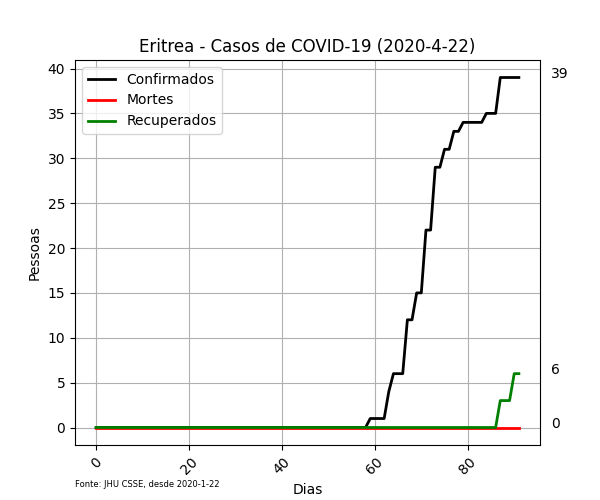 Eritrea - Casos de COVID-19 (2020-4-22)
Confirmados
Mortes
Recuperados
40
35
30
25
20
15
10
5
0
Pessoas
39
6
0
0
20
40
60
80
Dias
Fonte: JHU CSSE, desde 2020-1-22